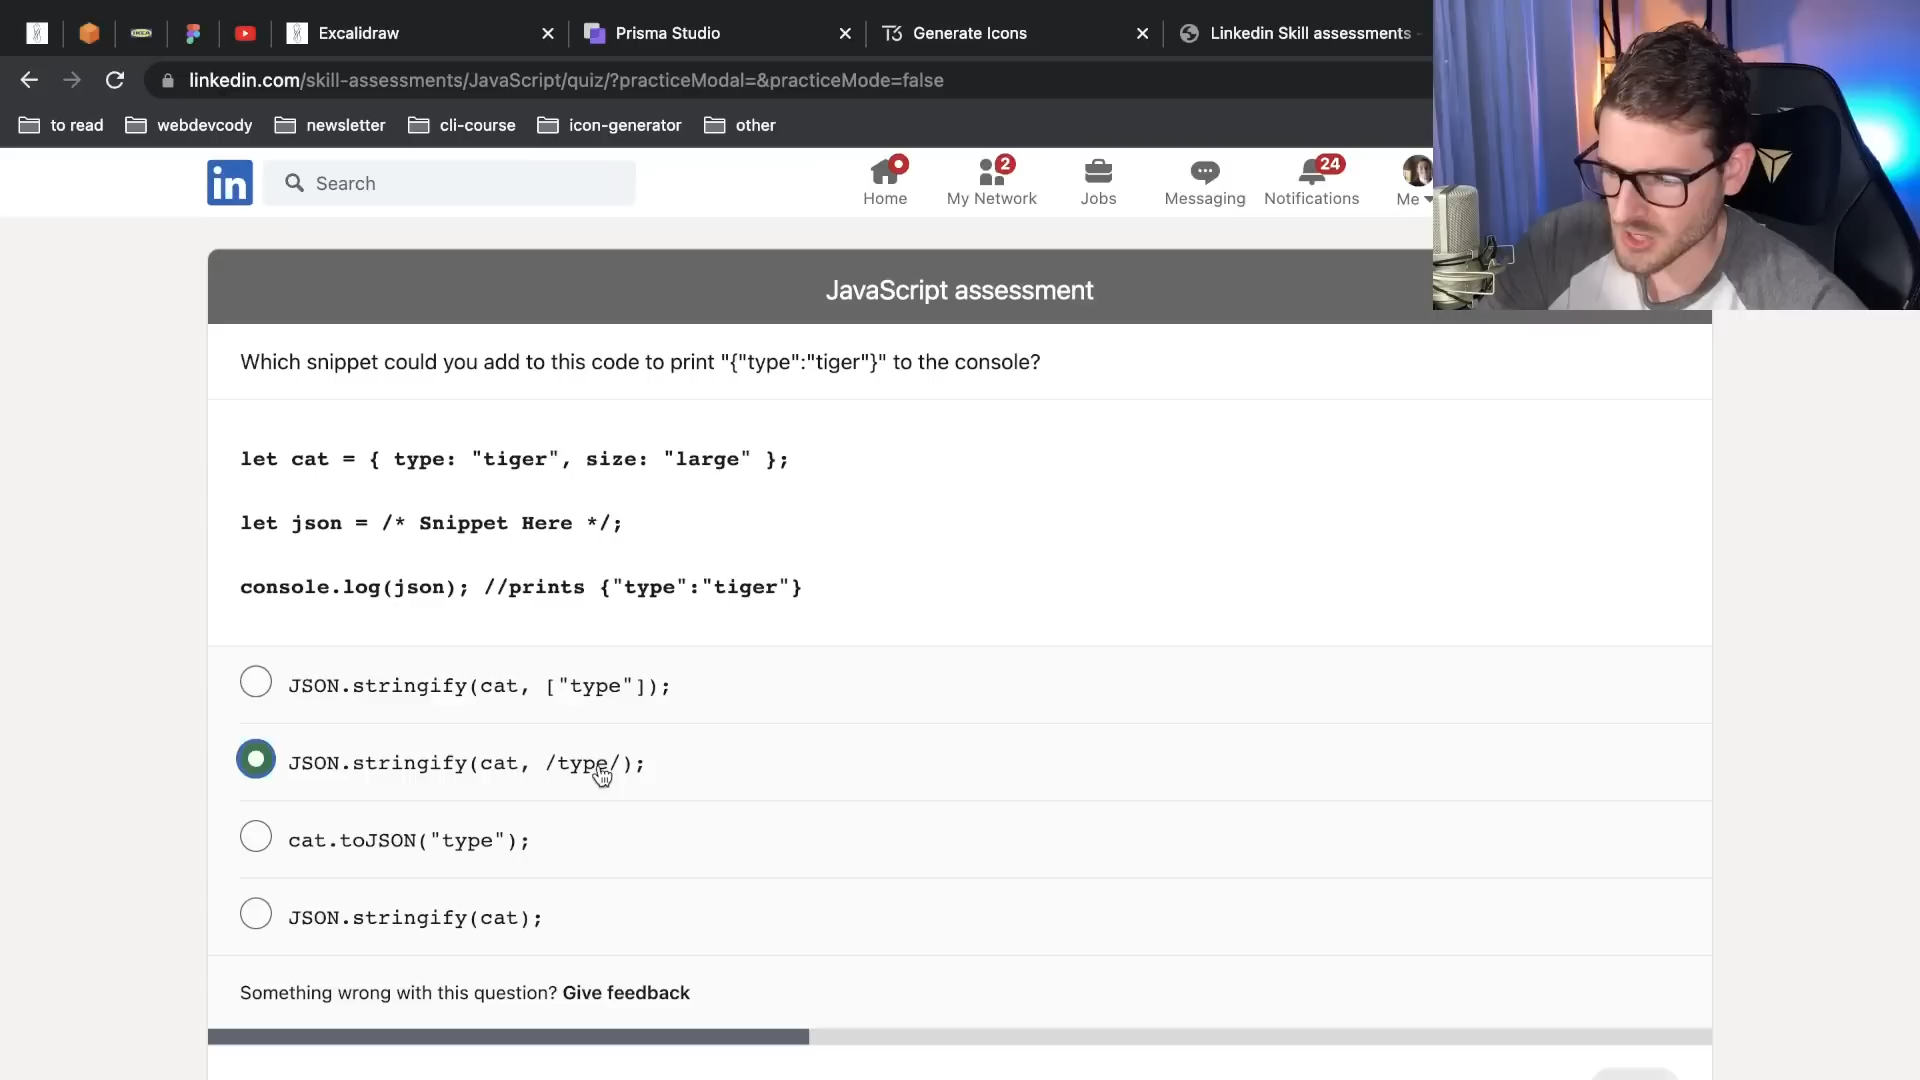 IKEA
Excalidraw
Prisma Studio
T3 Generate Icons
Linkedin Skill assessments -
linkedin.com/skill-assessments/JavaScript/quiz/?practiceModal=&practiceMode=false
to read
webdevcody
newsletter
cli-course
icon-generator
other
in
Search
Home
2
My Network
Jobs
Messaging
24
Notifications
Me
JavaScript assessment
Which snippet could you add to this code to print "{"type":"tiger"}" to the console?
let cat = { type: "tiger", size: "large" };
let json = /* Snippet Here */;
console.log(json); //prints {"type":"tiger"}
JSON.stringify(cat, ["type"]);
JSON.stringify(cat, /type/);
cat.toJSON("type");
JSON.stringify(cat);
Something wrong with this question? Give feedback